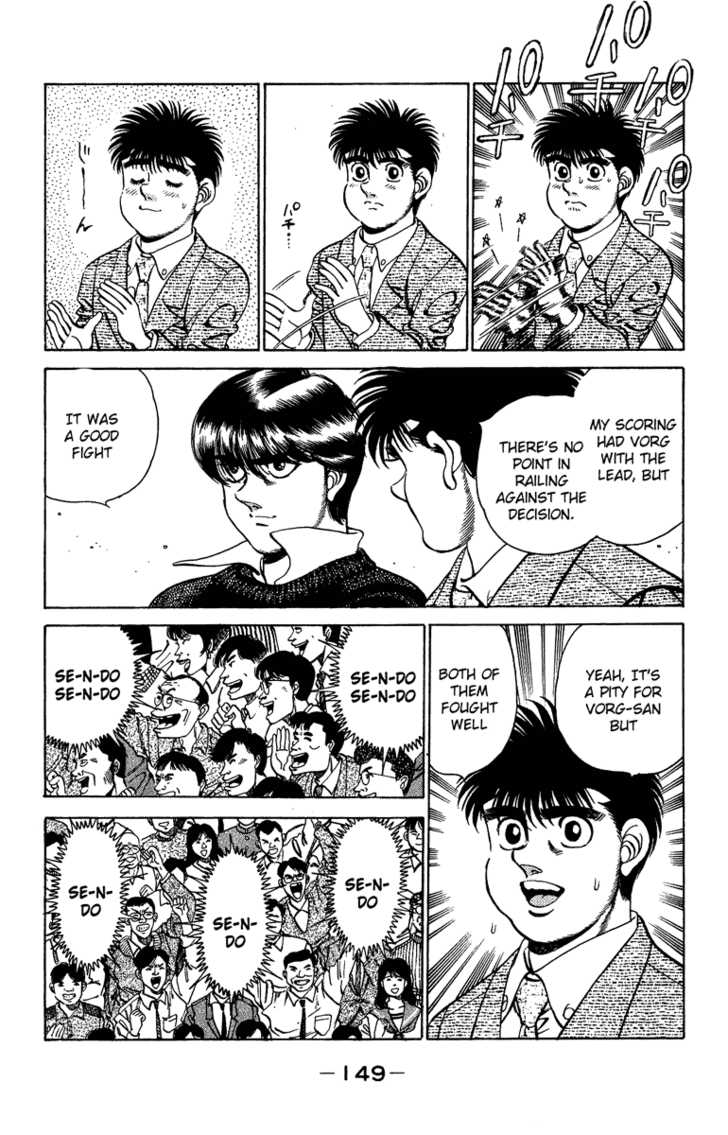 パチ
パチ
パチ
パチ
パチ...
じーん
MY SCORING
HAD VORG
WITH THE
LEAD, BUT
THERE'S NO
POINT IN
RAILING
AGAINST THE
DECISION.
IT WAS
A GOOD
FIGHT
YEAH, IT'S
A PITY FOR
VORG-SAN
BUT
BOTH OF
THEM
FOUGHT
WELL
SE-N-DO
SE-N-DO
SE-N-DO
SE-N-DO
SE-N-
DO
SE-N-
DO
SE-N-
DO
-149-